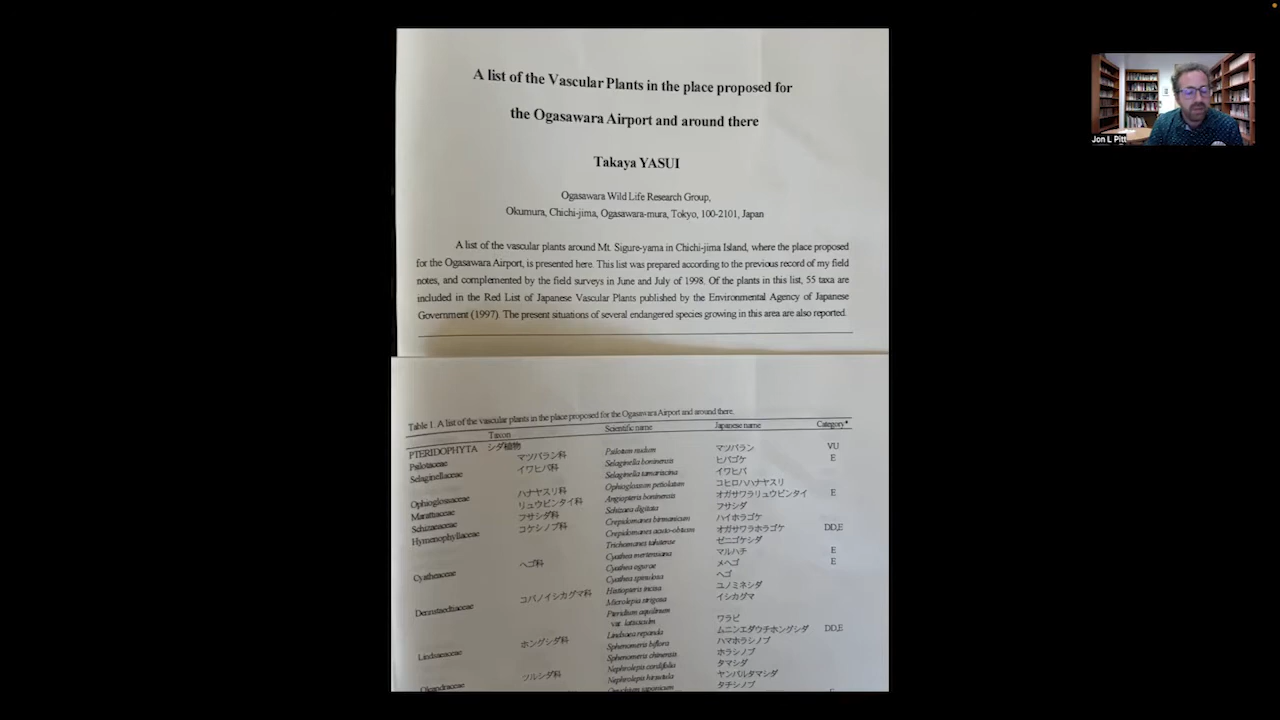 A list of the Vascular Plants in the place proposed for
the Ogasawara Airport and around there
Takaya YASUI
Ogasawara Wild Life Research Group,
Okumura, Chichi-jima, Ogasawara-mura, Tokyo, 100-2101, Japan
A list of the vascular plants around Mt. Sigure-yama in Chichi-jima Island, where the place proposed
for the Ogasawara Airport, is presented here. This list was prepared according to the previous record of my field
notes, and complemented by the field surveys in June and July of 1998. Of the plants in this list, 55 taxa are
included in the Red List of Japanese Vascular Plants published by the Environmental Agency of Japanese
Government (1997). The present situations of several endangered species growing in this area are also reported.
Table 1. A list of the vascular plants in the place proposed for the Ogasawara Airport and around there.
Taxon Scientific name Japanese name Category*
PTERIDOPHYTA シダ植物
Psilotaceae マツバラン科 Psilotum nudum マツバラン VU
Selaginellaceae イワヒバ科 Selaginella boninensis ヒバゴケ E
Selaginella tamariscina イワヒバ
Ophioglossaceae ハナヤスリ科 Ophioglossum petiolatum コヒロハハナヤスリ
Marattiaceae リュウビンタイ科 Angiopteris boninensis オガサワラリュウビンタイ E
Schizaeaceae フサシダ科 Schizaea digitata フサシダ
Hymenophyllaceae コケシノブ科 Crepidomanes birmanicum ハイホラゴケ
Crepidomanes acuto-obtusum オガサワラホラゴケ DD,E
Trichomanes tahitense ゼニゴケシダ
Cyatheaceae ヘゴ科 Cyathea mertensiana マルハチ E
Cyathea ogurae メヘゴ E
Cyathea spinulosa ヘゴ
Dennstaedtiaceae コバノイシカグマ科 Histiopteris incisa ユノミネシダ
Microlepia strigosa イシカグマ
Pteridium aquilinum
var. latiusculm ワラビ
Lindsaeaceae ホングシダ科 Lindsaea repanda ムニンエダウチホングシダ DD,E
Sphenomeris biflora ハマホラシノブ
Sphenomeris chinensis ホラシノブ
Oleandraceae ツルシダ科 Nephrolepis cordifolia タマシダ
Nephrolepis hirsutula ヤンバルタマシダ
japonicum タチシノブ
Jon L Pitt